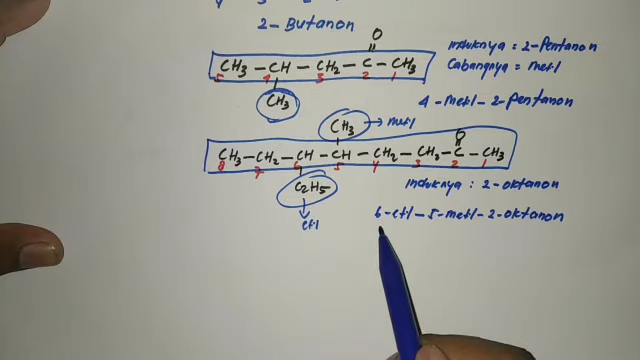 2-Butanon
O
CH3 – CH – CH2 – C – CH3
5 4 3 2 1
CH3
Induknya = 2-Pentanon
Cabangnya = metil
4-metil-2-pentanon
CH3 → metil
O
CH3 – CH2 – CH – CH – CH2 – CH2 – C – CH3
8 7 6 5 4 3 2 1
C2H5
etil
Induknya : 2-oktanon
6-etil-5-metil-2-oktanon